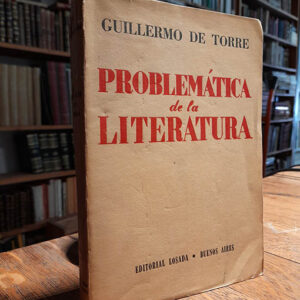 GUILLERMO DE TORRE
PROBLEMÁTICA
de la
LITERATURA
EDITORIAL LOSADA • BUENOS AIRES